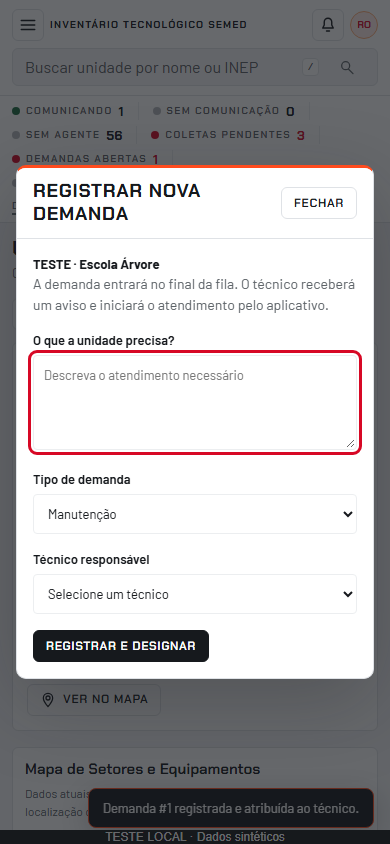 INVENTÁRIO TECNOLÓGICO SEMED
RO
Buscar unidade por nome ou INEP
/
COMUNICANDO 1
SEM COMUNICAÇÃO 0
SEM AGENTE 56
COLETAS PENDENTES 3
DEMANDAS ABERTAS 1
REGISTRAR NOVA
DEMANDA
FECHAR
TESTE · Escola Árvore
A demanda entrará no final da fila. O técnico receberá
um aviso e iniciará o atendimento pelo aplicativo.
O que a unidade precisa?
Descreva o atendimento necessário
Tipo de demanda
Manutenção
Técnico responsável
Selecione um técnico
REGISTRAR E DESIGNAR
VER NO MAPA
Mapa de Setores e Equipamentos
Dados atuais
localização
Demanda #1 registrada e atribuída ao técnico.
TESTE LOCAL · Dados sintéticos